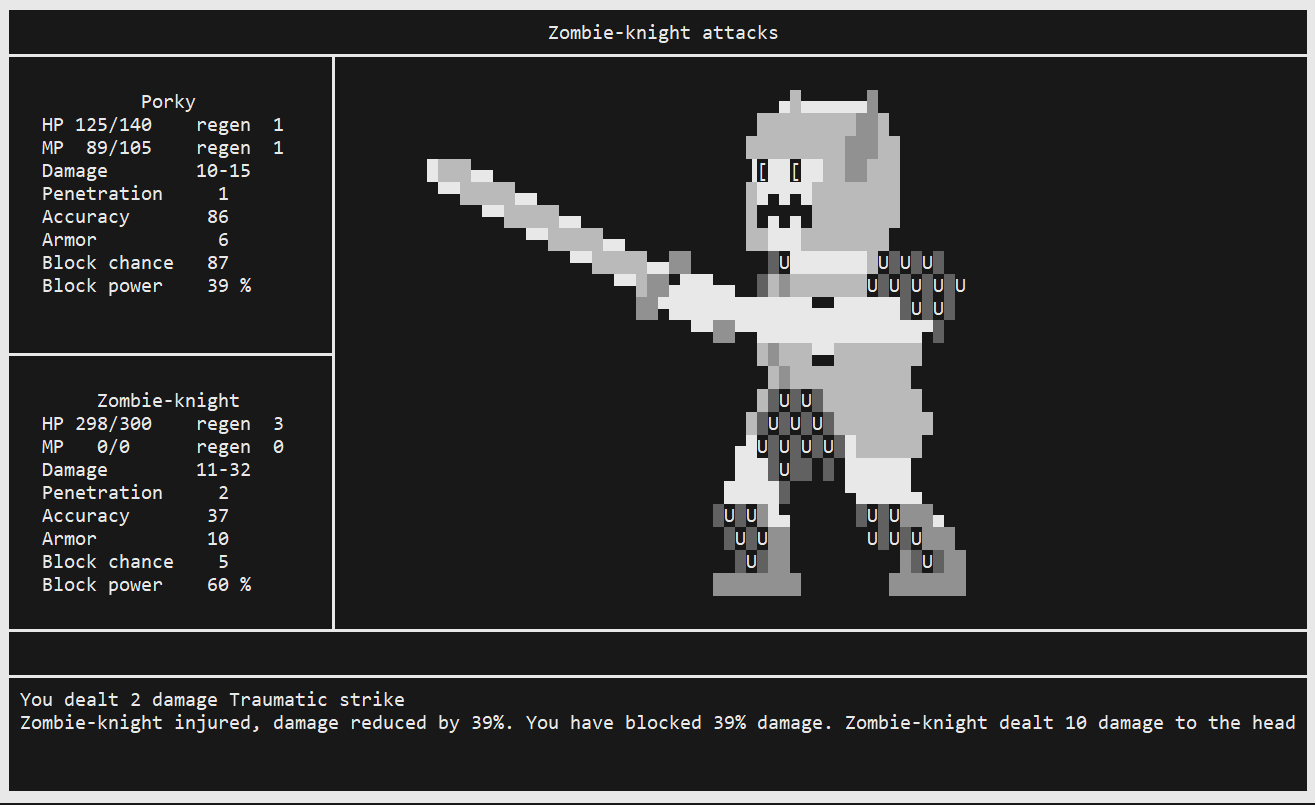 Zombie-knight attacks
Porky
HP 125/140 regen 1
MP 89/105 regen 1
Damage 10-15
Penetration 1
Accuracy 86
Armor 6
Block chance 87
Block power 39 %
Zombie-knight
HP 298/300 regen 3
MP 0/0 regen 0
Damage 11-32
Penetration 2
Accuracy 37
Armor 10
Block chance 5
Block power 60 %
[ [
U U U U
U U U U U
U U
U U
U U U
U U U U
U
U U U U
U U U U U
U U
You dealt 2 damage Traumatic strike
Zombie-knight injured, damage reduced by 39%. You have blocked 39% damage. Zombie-knight dealt 10 damage to the head